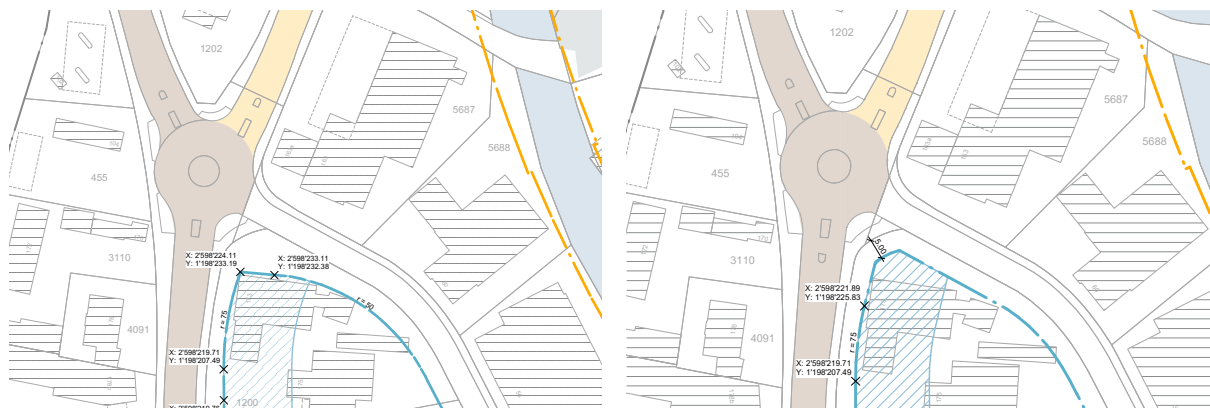 1202
5687
5688
455
3110
4091
1200
X: 2'598'224.11
Y: 1'198'233.19
X: 2'598'233.11
Y: 1'198'232.38
r = 75
r = 50
X: 2'598'219.71
Y: 1'198'207.49
1202
5687
5688
455
3110
4091
5.00
X: 2'598'221.89
Y: 1'198'225.83
r = 75
X: 2'598'219.71
Y: 1'198'207.49